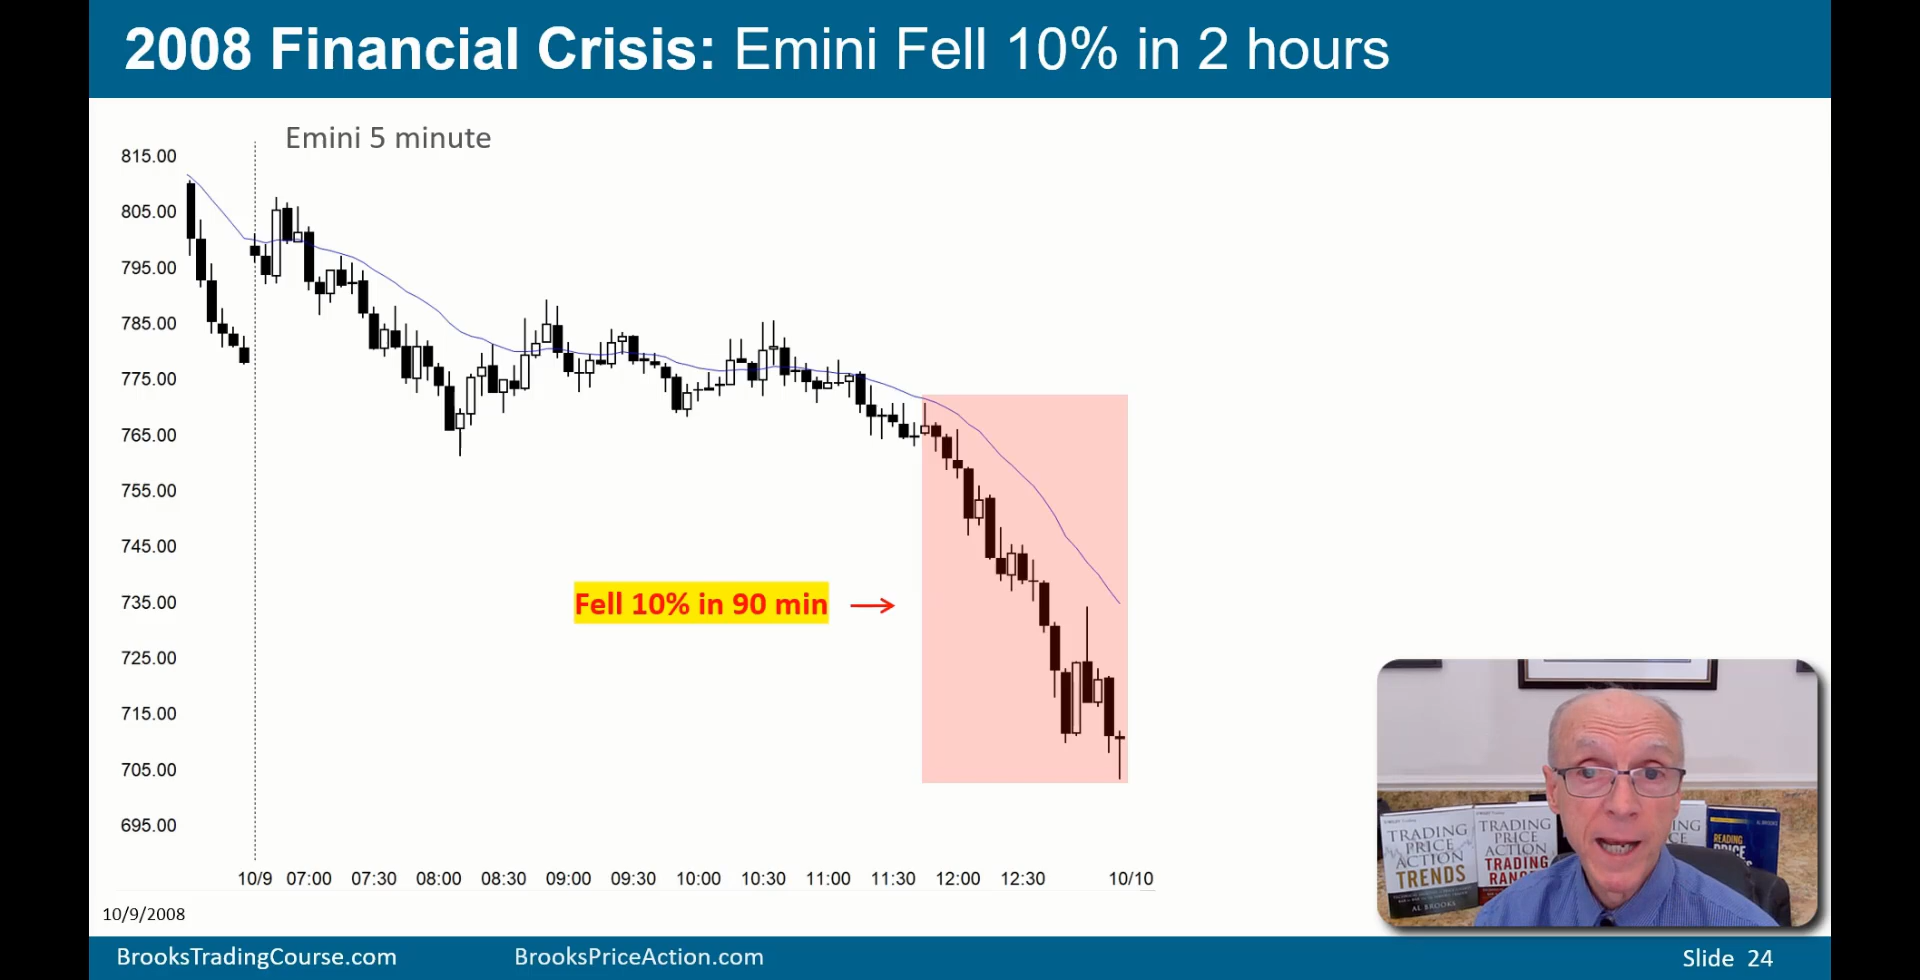 2008 Financial Crisis: Emini Fell 10% in 2 hours
Emini 5 minute
815.00
805.00
795.00
785.00
775.00
765.00
755.00
745.00
735.00
725.00
715.00
705.00
695.00
Fell 10% in 90 min
10/9 07:00 07:30 08:00 08:30 09:00 09:30 10:00 10:30 11:00 11:30 12:00 12:30 10/10
10/9/2008
TRADING
PRICE
ACTION
TRENDS
AL BROOKS
TRADING
PRICE
ACTION
TRADING
RANG
READING
BrooksTradingCourse.com BrooksPriceAction.com Slide 24